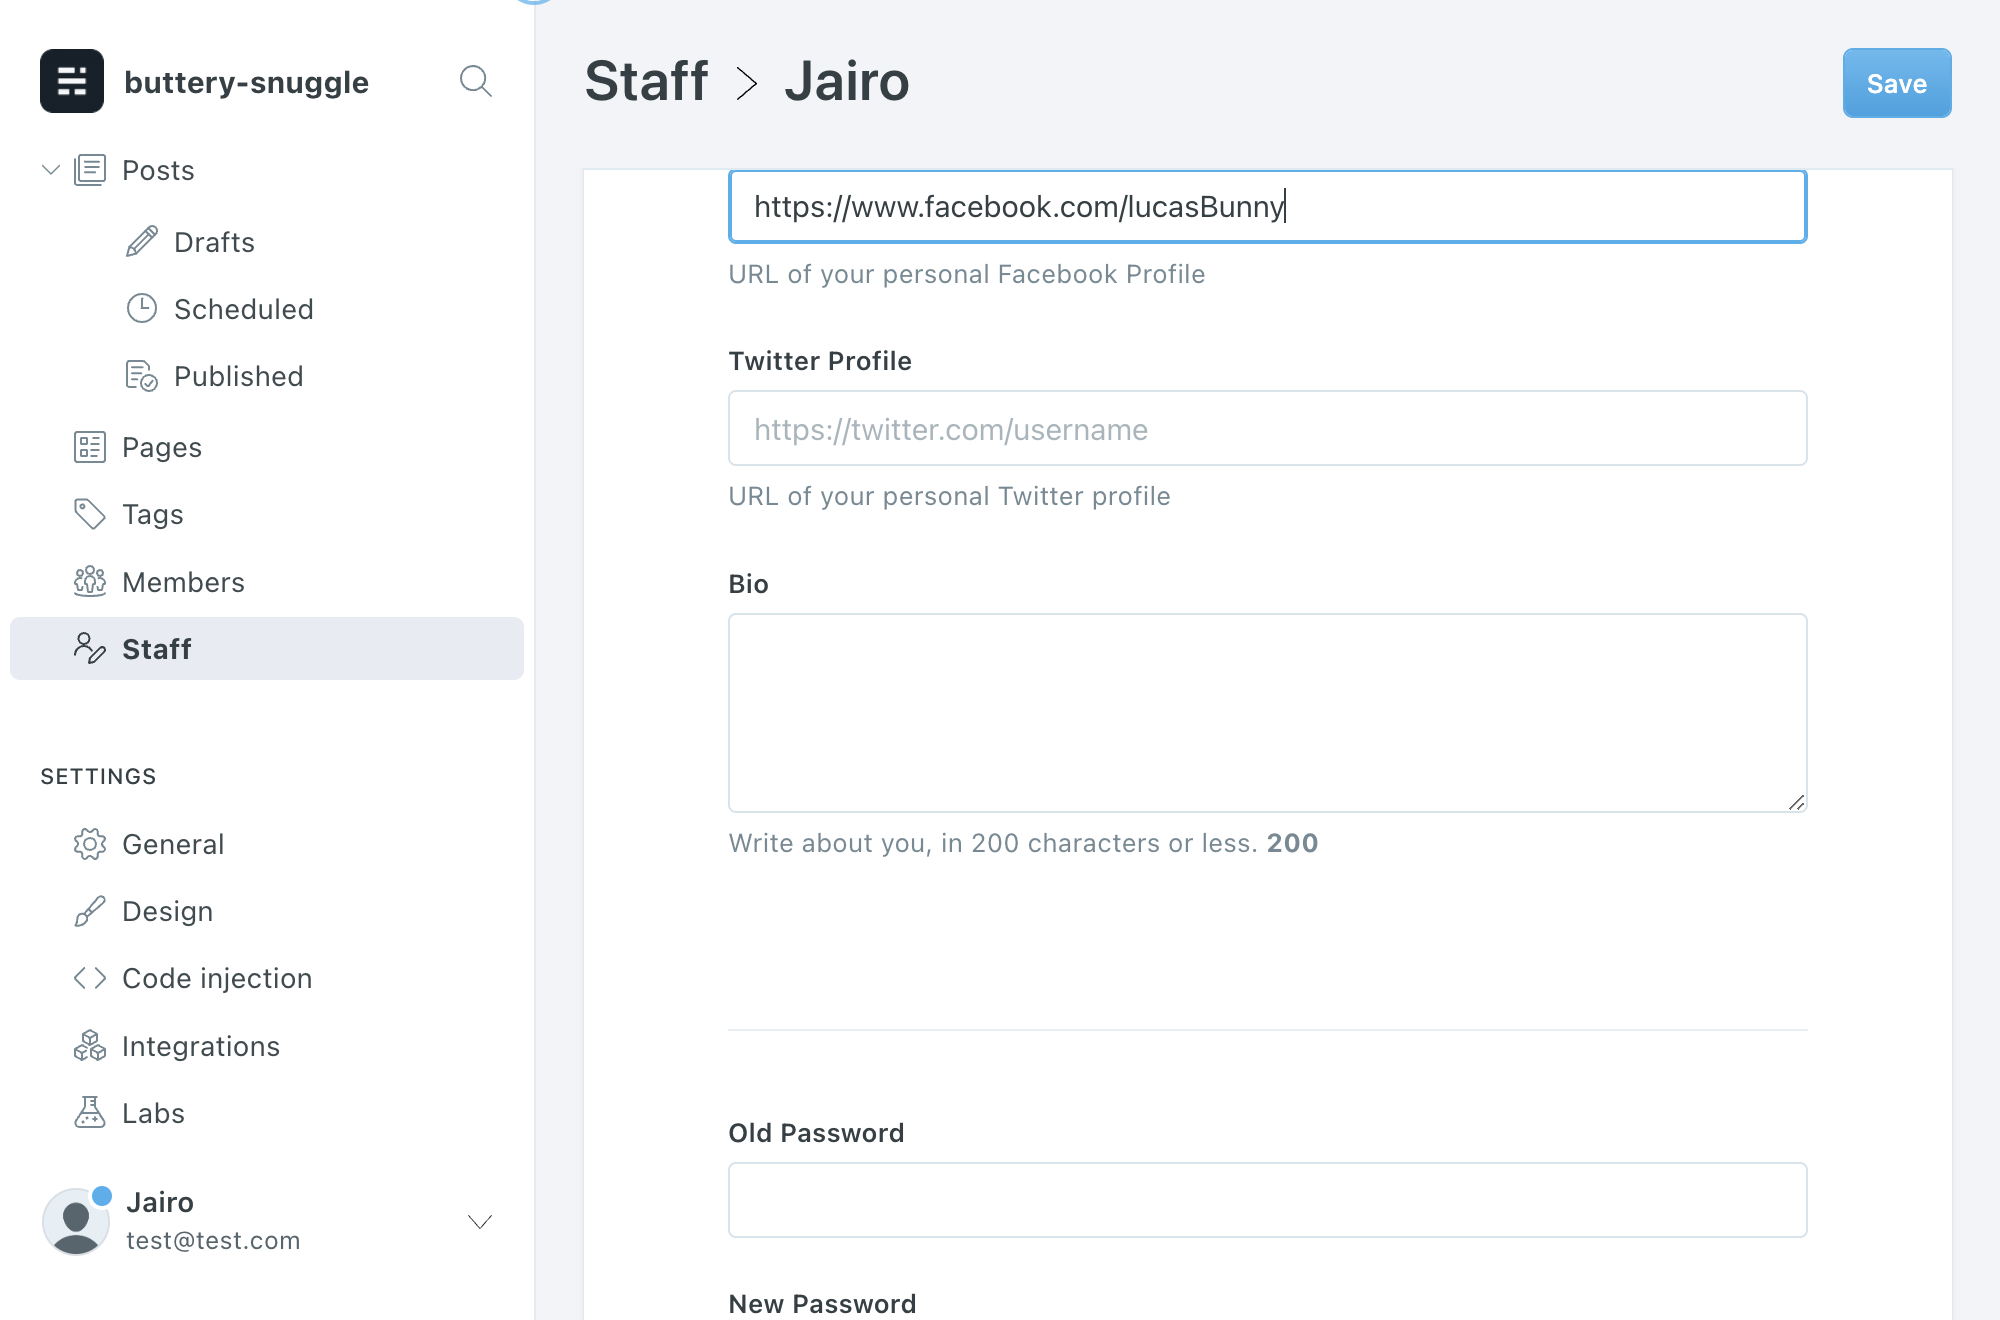 buttery-snuggle
Posts
Drafts
Scheduled
Published
Pages
Tags
Members
Staff
SETTINGS
General
Design
Code injection
Integrations
Labs
Jairo
test@test.com
Staff > Jairo
Save
https://www.facebook.com/lucasBunny
URL of your personal Facebook Profile
Twitter Profile
https://twitter.com/username
URL of your personal Twitter profile
Bio
Write about you, in 200 characters or less. 200
Old Password
New Password